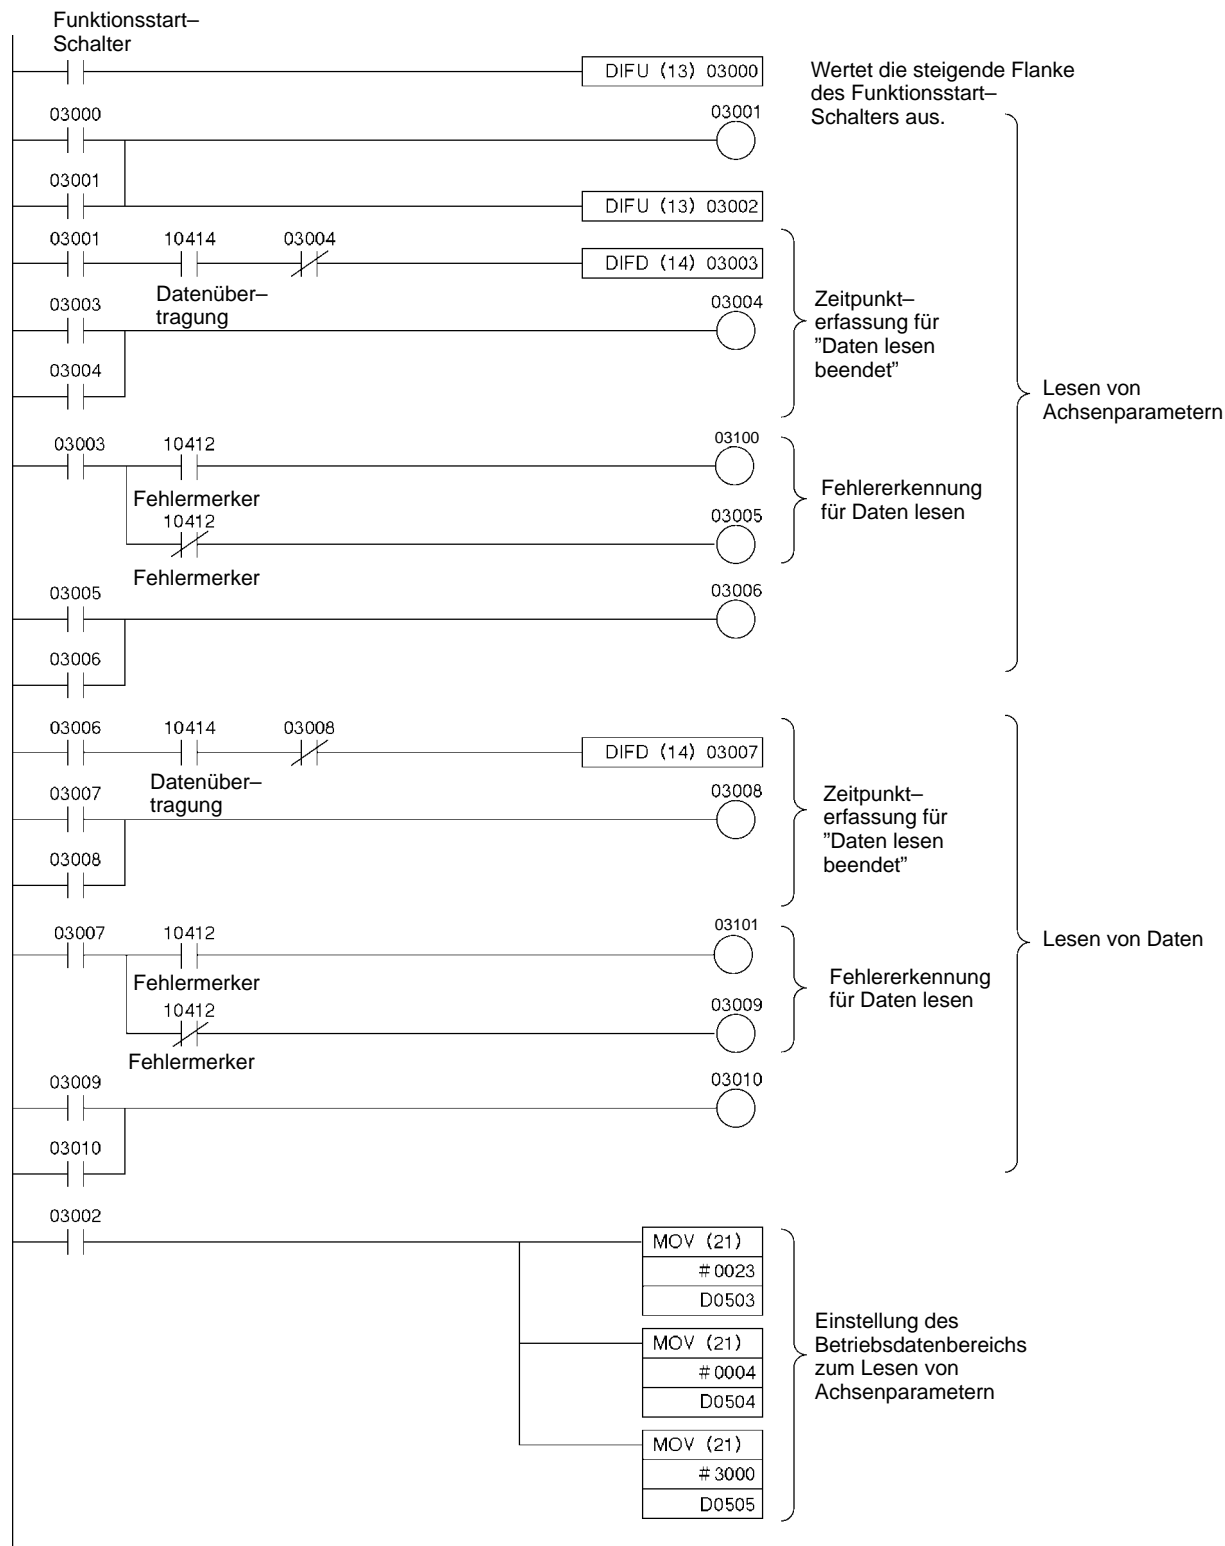 Funktionsstart–
Schalter
DIFU (13) 03000
Wertet die steigende Flanke
des Funktionsstart–
Schalters aus.
03000
03001
03001
DIFU (13) 03002
03001 10414 03004
DIFD (14) 03003
Datenüber–
tragung
03003
03004
03004
Zeitpunkt–
erfassung für
”Daten lesen
beendet”
Lesen von
Achsenparametern
03003 10412
03100
Fehlermerker
10412
03005
Fehlermerker
Fehlererkennung
für Daten lesen
03005
03006
03006
03006 10414 03008
DIFD (14) 03007
Datenüber–
tragung
03007
03008
03008
Zeitpunkt–
erfassung für
”Daten lesen
beendet”
03007 10412
03101
Fehlermerker
10412
03009
Fehlermerker
Fehlererkennung
für Daten lesen
Lesen von Daten
03009
03010
03010
03002
MOV (21)
#0023
D0503
MOV (21)
#0004
D0504
MOV (21)
#3000
D0505
Einstellung des
Betriebsdatenbereichs
zum Lesen von
Achsenparametern